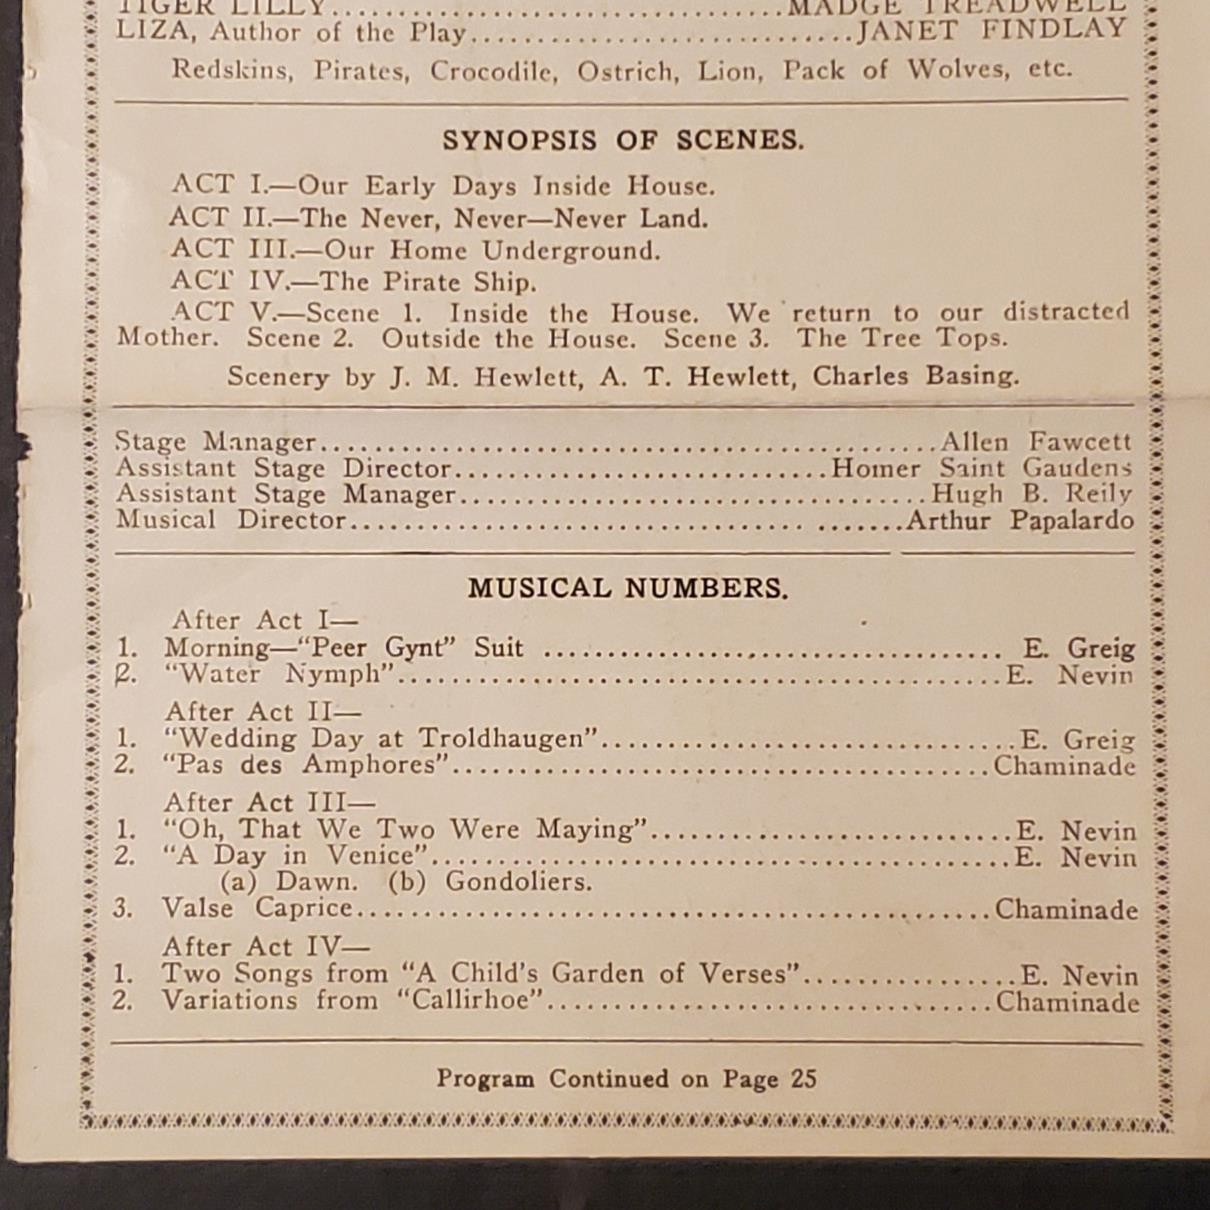 TIGER LILLY........................................MADGE TREADWELL
LIZA, Author of the Play................................JANET FINDLAY
Redskins, Pirates, Crocodile, Ostrich, Lion, Pack of Wolves, etc.
SYNOPSIS OF SCENES.
ACT I.—Our Early Days Inside House.
ACT II.—The Never, Never—Never Land.
ACT III.—Our Home Underground.
ACT IV.—The Pirate Ship.
ACT V.—Scene 1. Inside the House. We return to our distracted
Mother. Scene 2. Outside the House. Scene 3. The Tree Tops.
Scenery by J. M. Hewlett, A. T. Hewlett, Charles Basing.
Stage Manager....................................................Allen Fawcett
Assistant Stage Director...............................Homer Saint Gaudens
Assistant Stage Manager.......................................Hugh B. Reily
Musical Director...................................... .......Arthur Papalardo
MUSICAL NUMBERS.
After Act I—
1. Morning—“Peer Gynt” Suit ...................................... E. Greig
2. “Water Nymph”...................................................E. Nevin
After Act II—
1. “Wedding Day at Troldhaugen”...................................E. Greig
2. “Pas des Amphores”.............................................Chaminade
After Act III—
1. “Oh, That We Two Were Maying”..............................E. Nevin
2. “A Day in Venice”................................................E. Nevin
(a) Dawn. (b) Gondoliers.
3. Valse Caprice.....................................................Chaminade
After Act IV—
1. Two Songs from “A Child's Garden of Verses”..................E. Nevin
2. Variations from “Callirhoe”.....................................Chaminade
Program Continued on Page 25